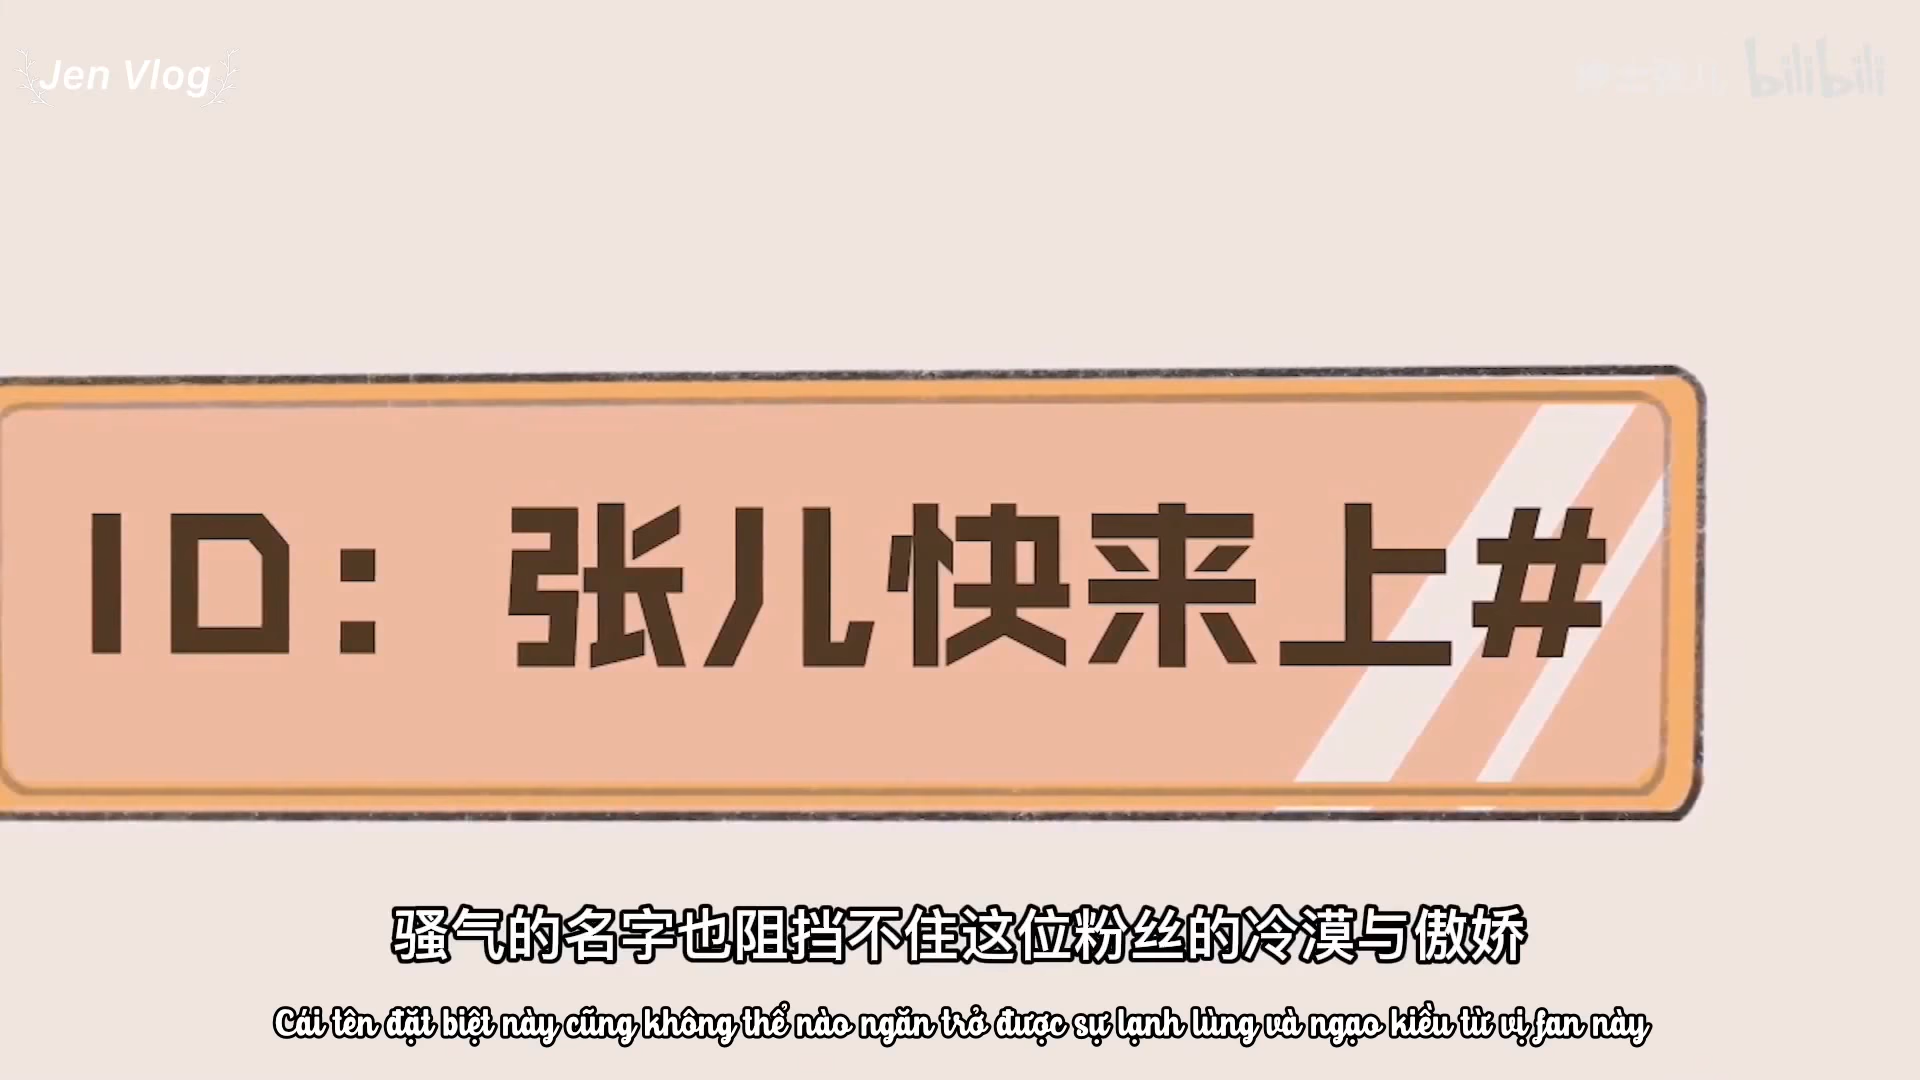 Jen Vlog
bilibili
ID：张儿快来上#
骚气的名字也阻挡不住这位粉丝的冷漠与傲娇
Cái tên đặt biệt này cũng không thể nào ngăn trở được sự lạnh lùng và ngạo kiều từ vị fan này